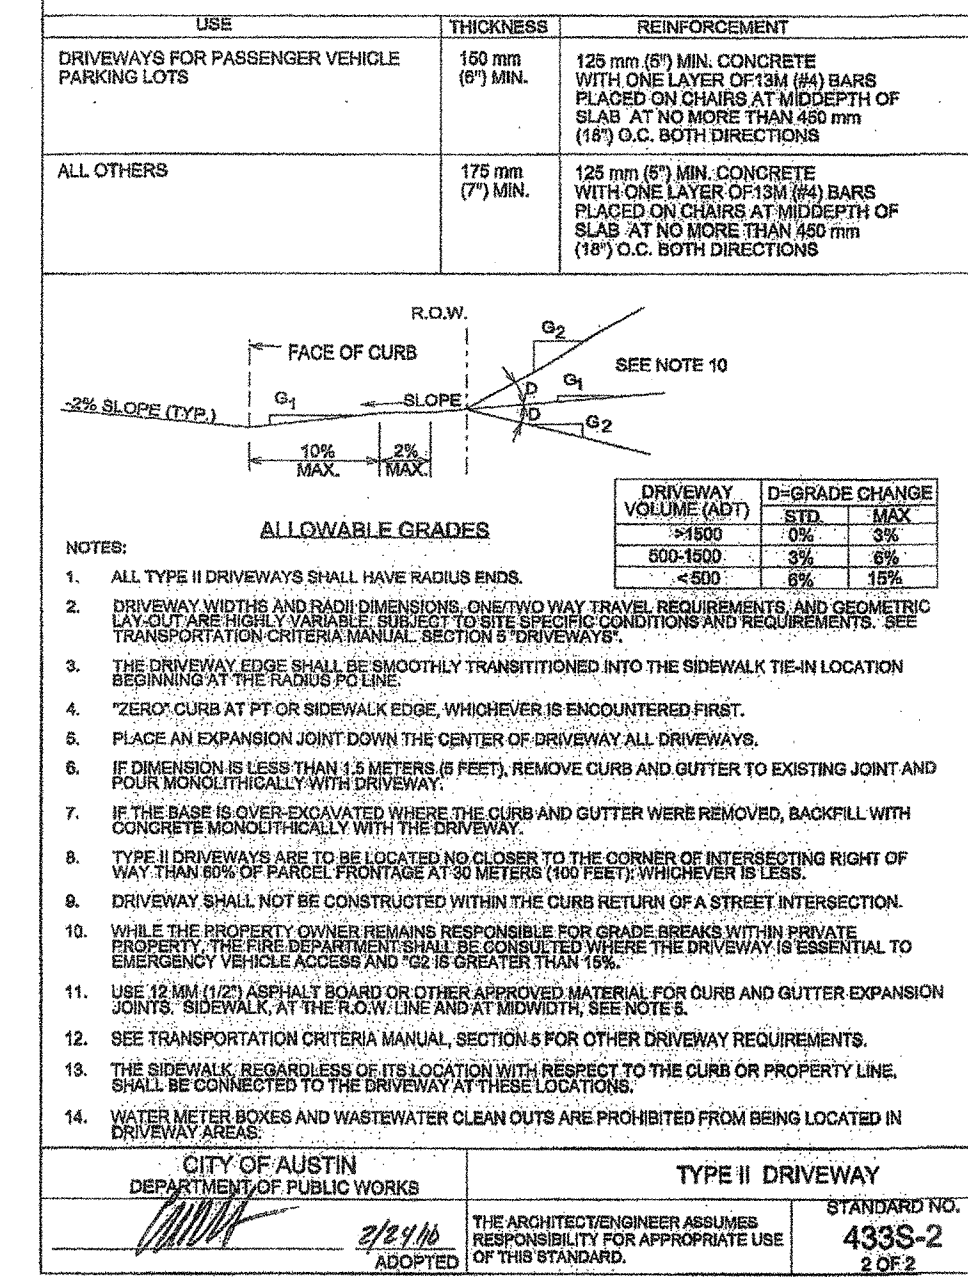 USE THICKNESS REINFORCEMENT
DRIVEWAYS FOR PASSENGER VEHICLE
PARKING LOTS
150 mm
(6") MIN.
125 mm (5") MIN. CONCRETE
WITH ONE LAYER OF 13M (#4) BARS
PLACED ON CHAIRS AT MIDDEPTH OF
SLAB AT NO MORE THAN 450 mm
(18") O.C. BOTH DIRECTIONS
ALL OTHERS
175 mm
(7") MIN.
125 mm (5") MIN. CONCRETE
WITH ONE LAYER OF 13M (#4) BARS
PLACED ON CHAIRS AT MIDDEPTH OF
SLAB AT NO MORE THAN 450 mm
(18") O.C. BOTH DIRECTIONS
R.O.W.
FACE OF CURB
G2
SEE NOTE 10
~2% SLOPE (TYP.)
G1
SLOPE
D
G1
D
G2
10%
MAX.
2%
MAX.
ALLOWABLE GRADES
DRIVEWAY
VOLUME (ADT)
D=GRADE CHANGE
STD. MAX
>1500 0% 3%
500-1500 3% 6%
<500 6% 15%
NOTES:
1. ALL TYPE II DRIVEWAYS SHALL HAVE RADIUS ENDS.
2. DRIVEWAY WIDTHS AND RADII DIMENSIONS, ONE/TWO WAY TRAVEL REQUIREMENTS, AND GEOMETRIC
LAY-OUT ARE HIGHLY VARIABLE, SUBJECT TO SITE SPECIFIC CONDITIONS AND REQUIREMENTS. SEE
TRANSPORTATION CRITERIA MANUAL SECTION 5 "DRIVEWAYS".
3. THE DRIVEWAY EDGE SHALL BE SMOOTHLY TRANSITITIONED INTO THE SIDEWALK TIE-IN LOCATION
BEGINNING AT THE RADIUS PC LINE.
4. "ZERO" CURB AT PT OR SIDEWALK EDGE, WHICHEVER IS ENCOUNTERED FIRST.
5. PLACE AN EXPANSION JOINT DOWN THE CENTER OF DRIVEWAY ALL DRIVEWAYS.
6. IF DIMENSION IS LESS THAN 1.5 METERS (5 FEET), REMOVE CURB AND GUTTER TO EXISTING JOINT AND
POUR MONOLITHICALLY WITH DRIVEWAY.
7. IF THE BASE IS OVER-EXCAVATED WHERE THE CURB AND GUTTER WERE REMOVED, BACKFILL WITH
CONCRETE MONOLITHICALLY WITH THE DRIVEWAY.
8. TYPE II DRIVEWAYS ARE TO BE LOCATED NO CLOSER TO THE CORNER OF INTERSECTING RIGHT OF
WAY THAN 60% OF PARCEL FRONTAGE AT 30 METERS (100 FEET); WHICHEVER IS LESS.
9. DRIVEWAY SHALL NOT BE CONSTRUCTED WITHIN THE CURB RETURN OF A STREET INTERSECTION.
10. WHILE THE PROPERTY OWNER REMAINS RESPONSIBLE FOR GRADE BREAKS WITHIN PRIVATE
PROPERTY, THE FIRE DEPARTMENT SHALL BE CONSULTED WHERE THE DRIVEWAY IS ESSENTIAL TO
EMERGENCY VEHICLE ACCESS AND "G2 IS GREATER THAN 15%.
11. USE 12 MM (1/2") ASPHALT BOARD OR OTHER APPROVED MATERIAL FOR CURB AND GUTTER EXPANSION
JOINTS. SIDEWALK, AT THE R.O.W. LINE AND AT MIDWIDTH, SEE NOTE 5.
12. SEE TRANSPORTATION CRITERIA MANUAL, SECTION 5 FOR OTHER DRIVEWAY REQUIREMENTS.
13. THE SIDEWALK, REGARDLESS OF ITS LOCATION WITH RESPECT TO THE CURB OR PROPERTY LINE,
SHALL BE CONNECTED TO THE DRIVEWAY AT THESE LOCATIONS.
14. WATER METER BOXES AND WASTEWATER CLEAN OUTS ARE PROHIBITED FROM BEING LOCATED IN
DRIVEWAY AREAS.
CITY OF AUSTIN
DEPARTMENT OF PUBLIC WORKS
2/24/10
ADOPTED
TYPE II DRIVEWAY
THE ARCHITECT/ENGINEER ASSUMES
RESPONSIBILITY FOR APPROPRIATE USE
OF THIS STANDARD.
STANDARD NO.
433S-2
2 OF 2